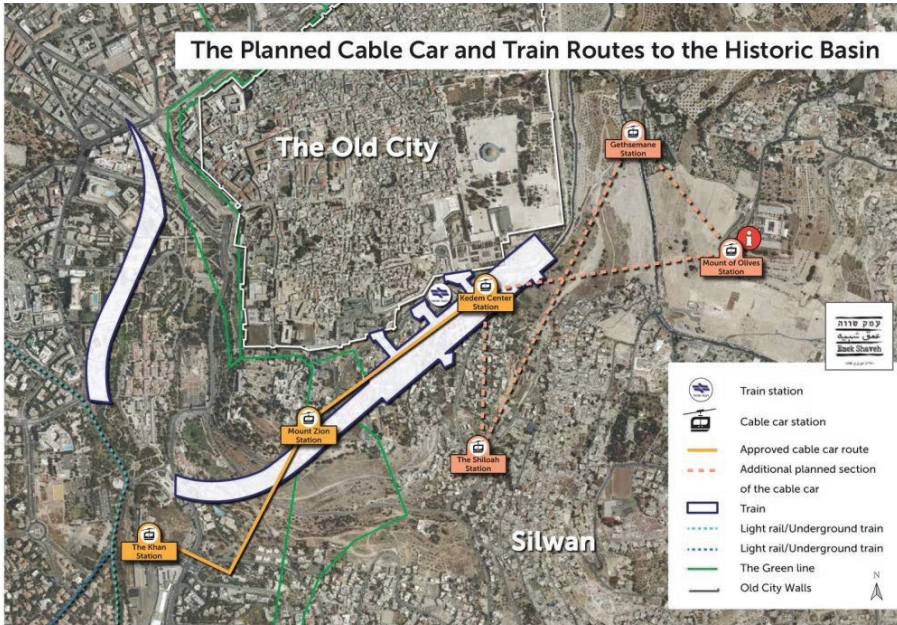 The Planned Cable Car and Train Routes to the Historic Basin
The Old City
Gethsemane
Station
i
Mount of Olives
Station
Kedem Center
Station
Mount Zion
Station
The Shiloah
Station
The Khan
Station
Silwan
עמק שווה
عمق شبيه
Emek Shaveh
Train station
Cable car station
Approved cable car route
Additional planned section
of the cable car
Train
Light rail/Underground train
Light rail/Underground train
The Green line
Old City Walls
N